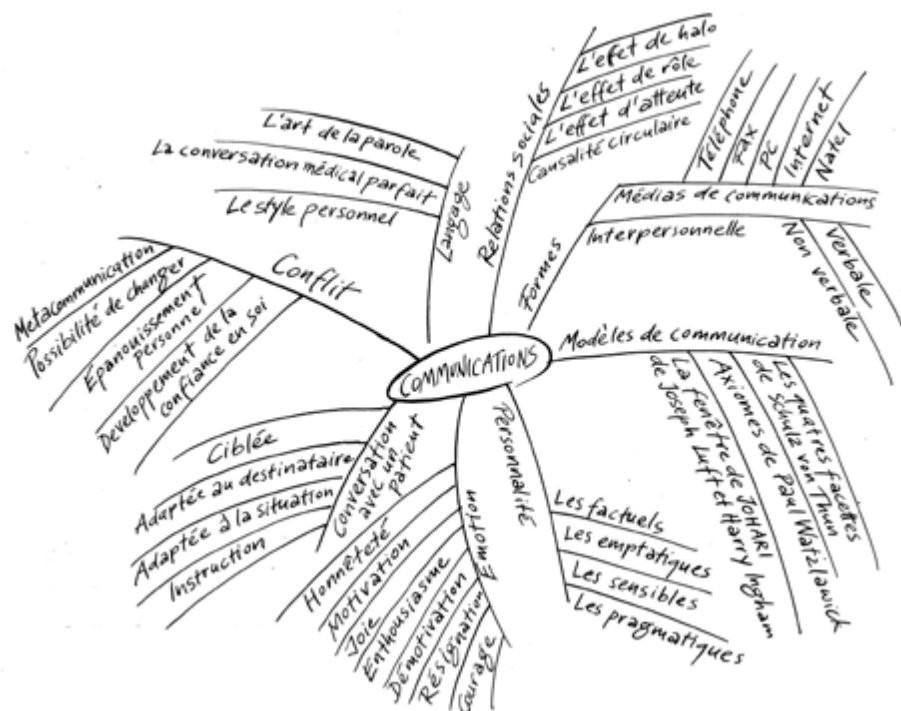 COMMUNICATIONS
Langage
L'art de la parole
La conversation médical parfait
Le style personnel
Relations sociales
L'efet de halo
L'effet de rôle
L'effet d'attente
Causalité circulaire
Formes
Médias de communications
Téléphone
Fax
PC
Internet
Natel
Interpersonnelle
Verbale
Non verbale
Modèles de communication
Les quatres facettes
de schulz von Thun
Axiomes de Paul Watzlawick
La fenêtre de JOHARI
de Joseph Luft et Harry Ingham
Personnalité
Les factuels
Les emptatiques
Les sensibles
Les pragmatiques
Emotion
Honnêteté
Motivation
Joie
Enthousiasme
Démotivation
Résignation
Courage
Conversation
avec un
patient
Ciblée
Adaptée au destinataire
Adaptée à la situation
Instruction
Conflit
Metacommunication
Possibilité de changer
Epanouissement
personnel
Developpement de la
confiance en soi